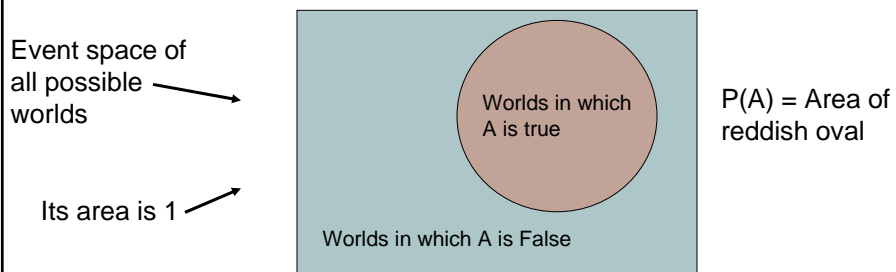 Event space of
all possible
worlds
Its area is 1
Worlds in which
A is true
Worlds in which A is False
P(A) = Area of
reddish oval